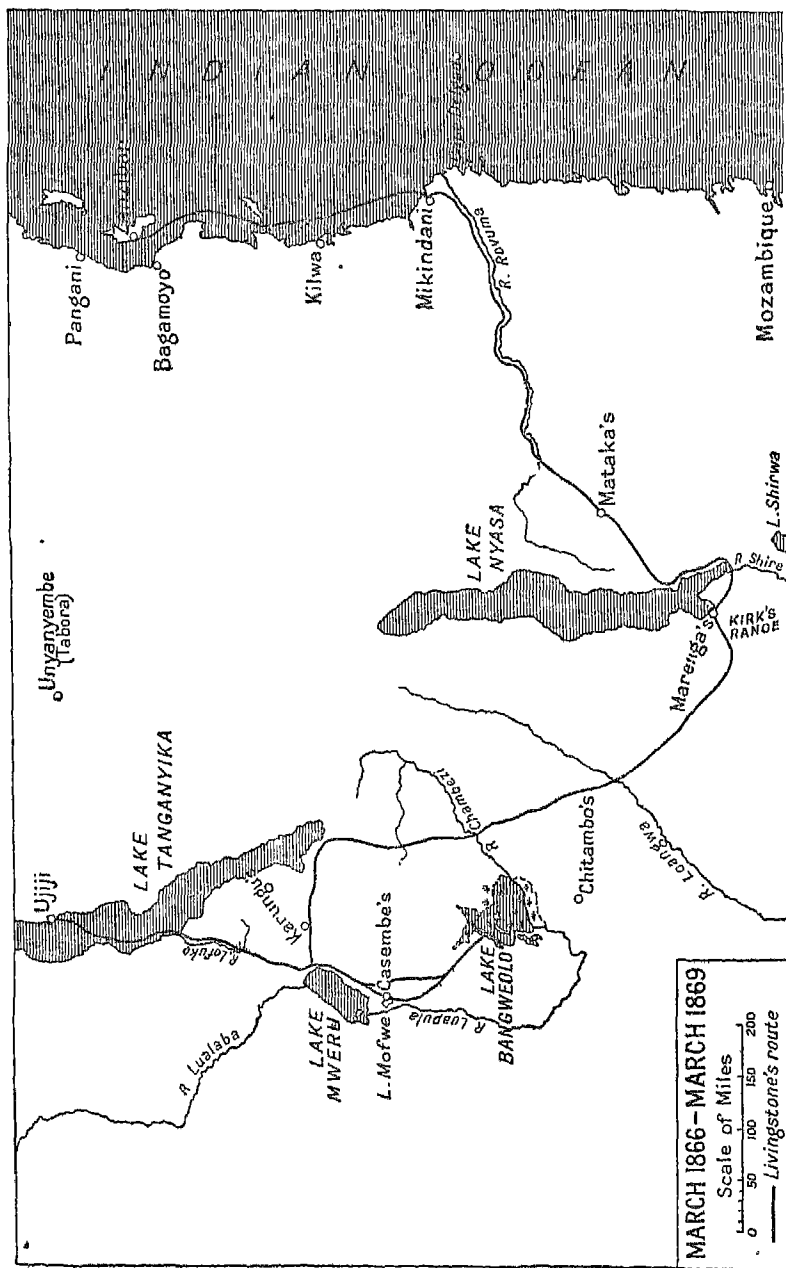 INDIAN OCEAN
Pangani
Zanzibar
Bagamoyo
Kilwa
Mikindani
R. Rovuma
Mozambique
Unyanyembe
(Tabora)
LAKE
NYASA
Mataka's
L. Shirwa
R. Shire
KIRK'S
RANGE
Marenga's
Ujiji
LAKE
TANGANYIKA
R. Lofuko
Karungu
R. Chambezi
R. Loangwa
Chitambo's
R. Lualaba
LAKE
MWERU
L. Mofwe
Casembe's
R. Luapula
LAKE
BANGWEOLO
MARCH 1866–MARCH 1869
Scale of Miles
0 50 100 150 200
Livingstone's route